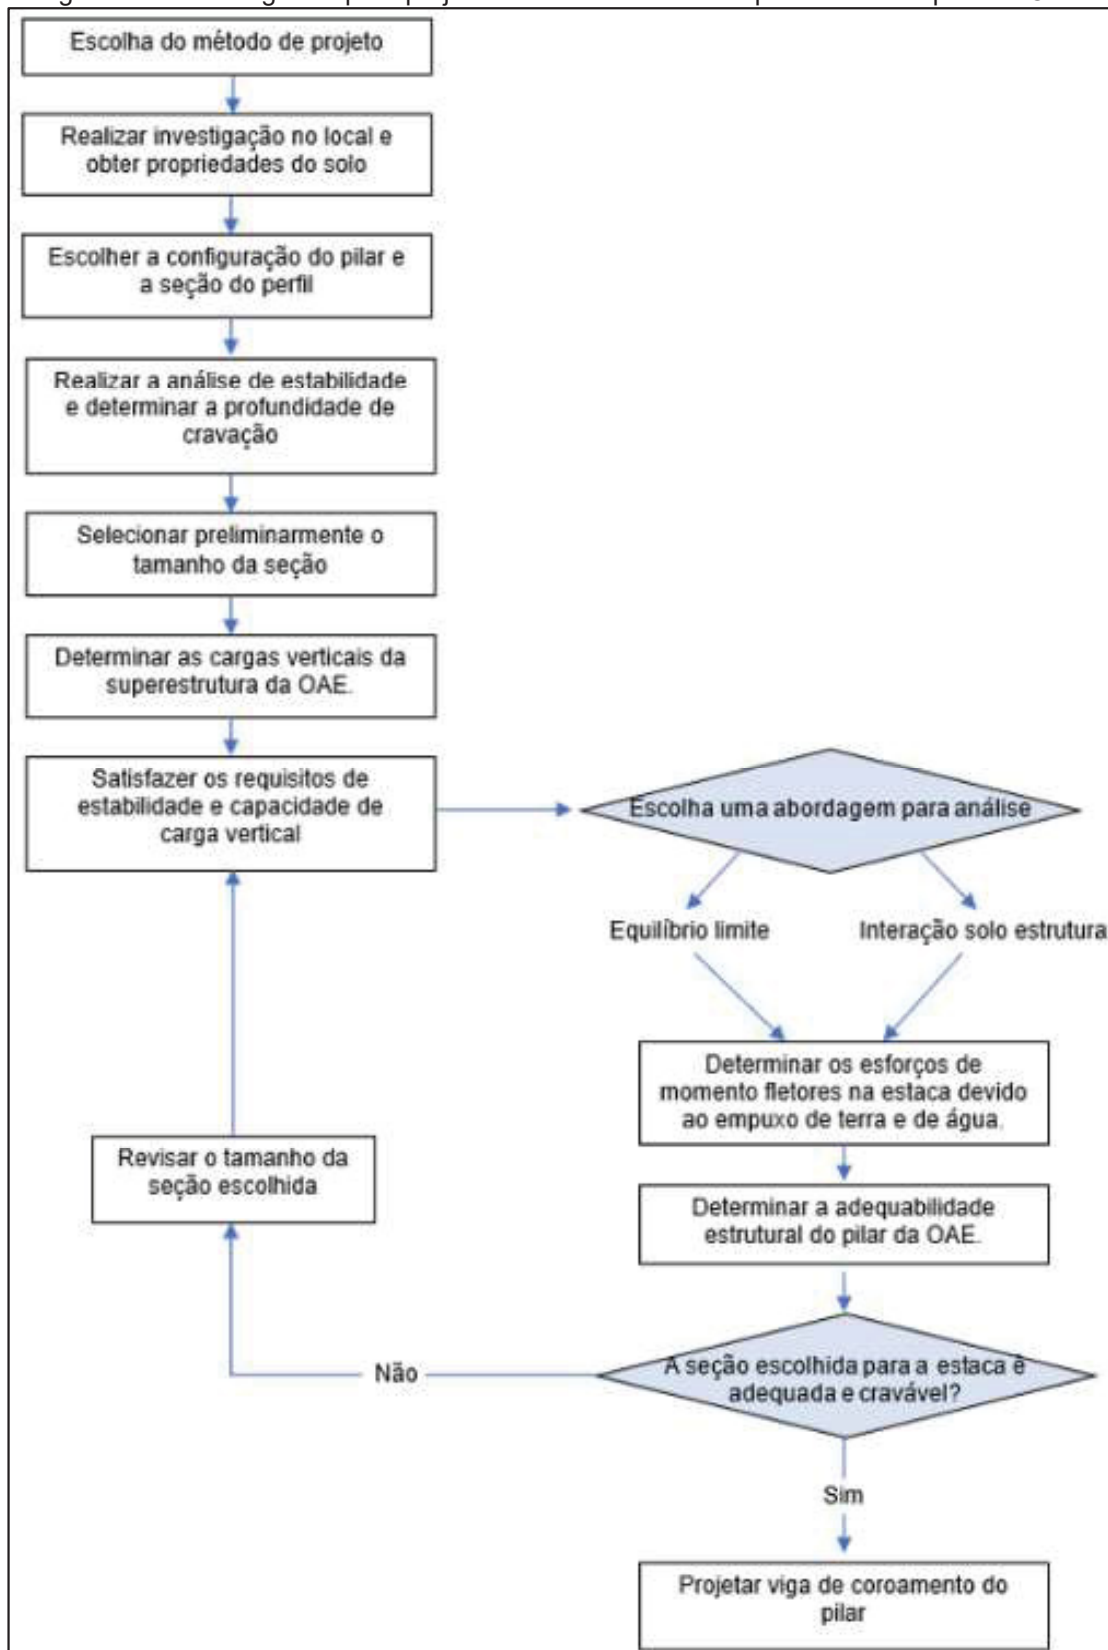 Escolha do método de projeto
Realizar investigação no local e
obter propriedades do solo
Escolher a configuração do pilar e
a seção do perfil
Realizar a análise de estabilidade
e determinar a profundidade de
cravação
Selecionar preliminarmente o
tamanho da seção
Determinar as cargas verticais da
superestrutura da OAE.
Satisfazer os requisitos de
estabilidade e capacidade de
carga vertical
Escolha uma abordagem para análise
Equilíbrio limite
Interação solo estrutura
Determinar os esforços de
momento fletores na estaca devido
ao empuxo de terra e de água.
Revisar o tamanho da
seção escolhida
Determinar a adequabilidade
estrutural do pilar da OAE.
Não
A seção escolhida para a estaca é
adequada e cravável?
Sim
Projetar viga de coroamento do
pilar